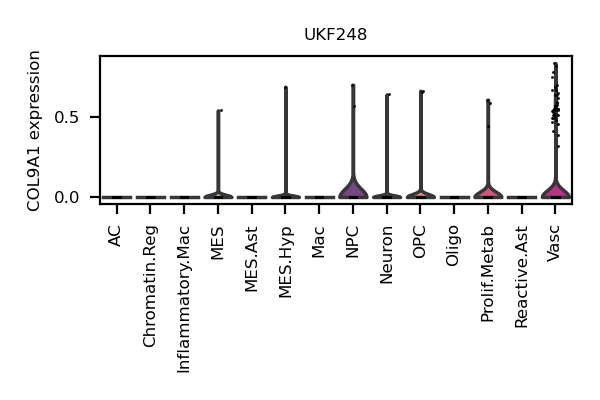 UKF248
COL9A1 expression
0.5
0.0
AC
Chromatin.Reg
Inflammatory.Mac
MES
MES.Ast
MES.Hyp
Mac
NPC
Neuron
OPC
Oligo
Prolif.Metab
Reactive.Ast
Vasc